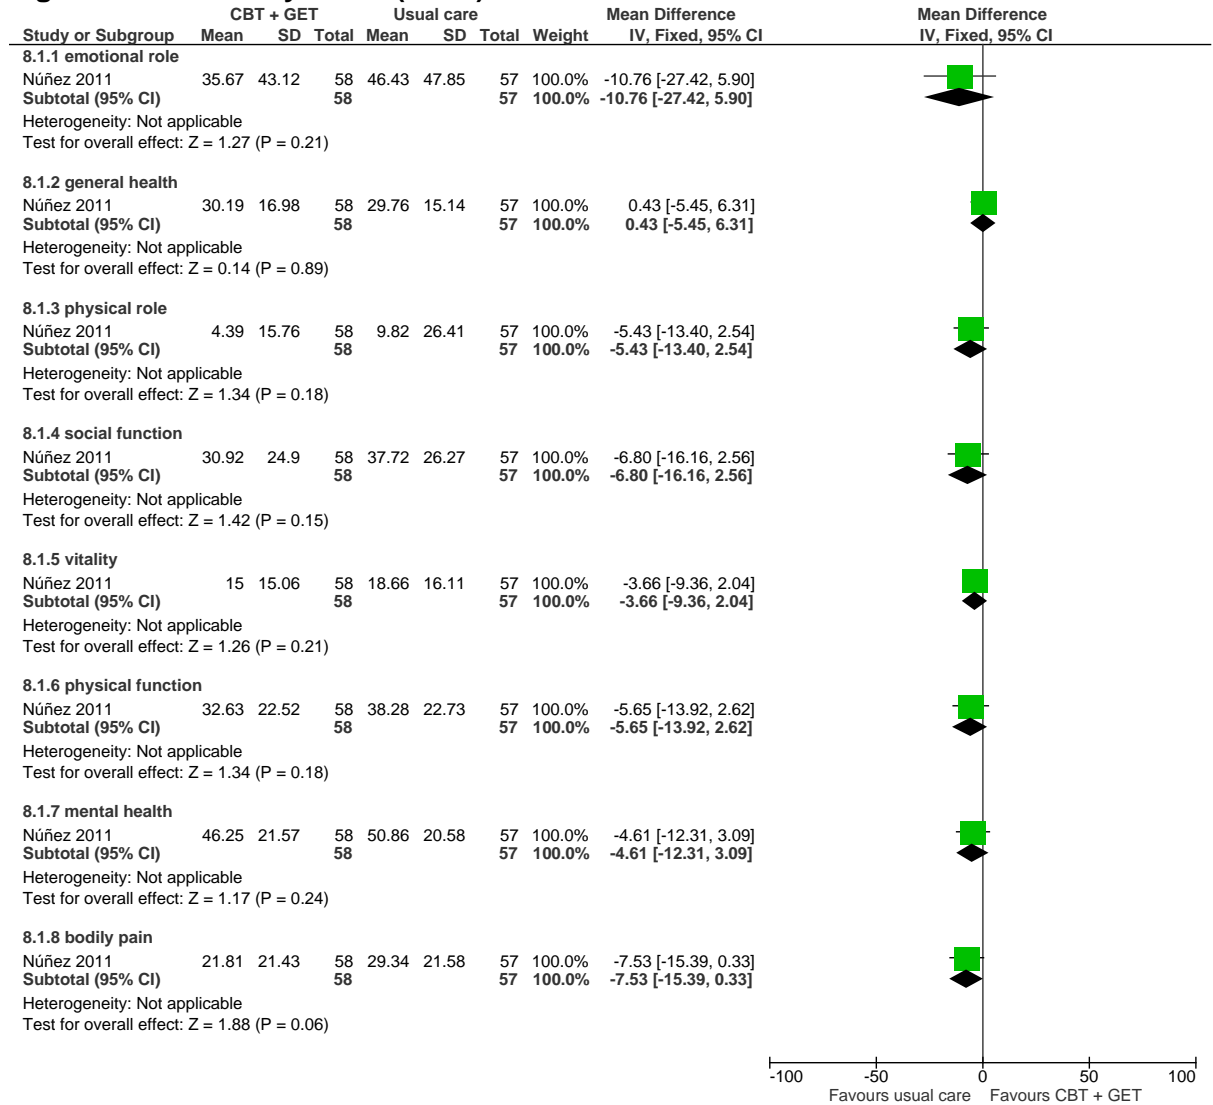 CBT + GET Usual care Mean Difference Mean Difference
Study or Subgroup Mean SD Total Mean SD Total Weight IV, Fixed, 95% CI IV, Fixed, 95% CI
8.1.1 emotional role
Núñez 2011 35.67 43.12 58 46.43 47.85 57 100.0% -10.76 [-27.42, 5.90]
Subtotal (95% CI) 58 57 100.0% -10.76 [-27.42, 5.90]
Heterogeneity: Not applicable
Test for overall effect: Z = 1.27 (P = 0.21)
8.1.2 general health
Núñez 2011 30.19 16.98 58 29.76 15.14 57 100.0% 0.43 [-5.45, 6.31]
Subtotal (95% CI) 58 57 100.0% 0.43 [-5.45, 6.31]
Heterogeneity: Not applicable
Test for overall effect: Z = 0.14 (P = 0.89)
8.1.3 physical role
Núñez 2011 4.39 15.76 58 9.82 26.41 57 100.0% -5.43 [-13.40, 2.54]
Subtotal (95% CI) 58 57 100.0% -5.43 [-13.40, 2.54]
Heterogeneity: Not applicable
Test for overall effect: Z = 1.34 (P = 0.18)
8.1.4 social function
Núñez 2011 30.92 24.9 58 37.72 26.27 57 100.0% -6.80 [-16.16, 2.56]
Subtotal (95% CI) 58 57 100.0% -6.80 [-16.16, 2.56]
Heterogeneity: Not applicable
Test for overall effect: Z = 1.42 (P = 0.15)
8.1.5 vitality
Núñez 2011 15 15.06 58 18.66 16.11 57 100.0% -3.66 [-9.36, 2.04]
Subtotal (95% CI) 58 57 100.0% -3.66 [-9.36, 2.04]
Heterogeneity: Not applicable
Test for overall effect: Z = 1.26 (P = 0.21)
8.1.6 physical function
Núñez 2011 32.63 22.52 58 38.28 22.73 57 100.0% -5.65 [-13.92, 2.62]
Subtotal (95% CI) 58 57 100.0% -5.65 [-13.92, 2.62]
Heterogeneity: Not applicable
Test for overall effect: Z = 1.34 (P = 0.18)
8.1.7 mental health
Núñez 2011 46.25 21.57 58 50.86 20.58 57 100.0% -4.61 [-12.31, 3.09]
Subtotal (95% CI) 58 57 100.0% -4.61 [-12.31, 3.09]
Heterogeneity: Not applicable
Test for overall effect: Z = 1.17 (P = 0.24)
8.1.8 bodily pain
Núñez 2011 21.81 21.43 58 29.34 21.58 57 100.0% -7.53 [-15.39, 0.33]
Subtotal (95% CI) 58 57 100.0% -7.53 [-15.39, 0.33]
Heterogeneity: Not applicable
Test for overall effect: Z = 1.88 (P = 0.06)
-100 -50 0 50 100
Favours usual care Favours CBT + GET